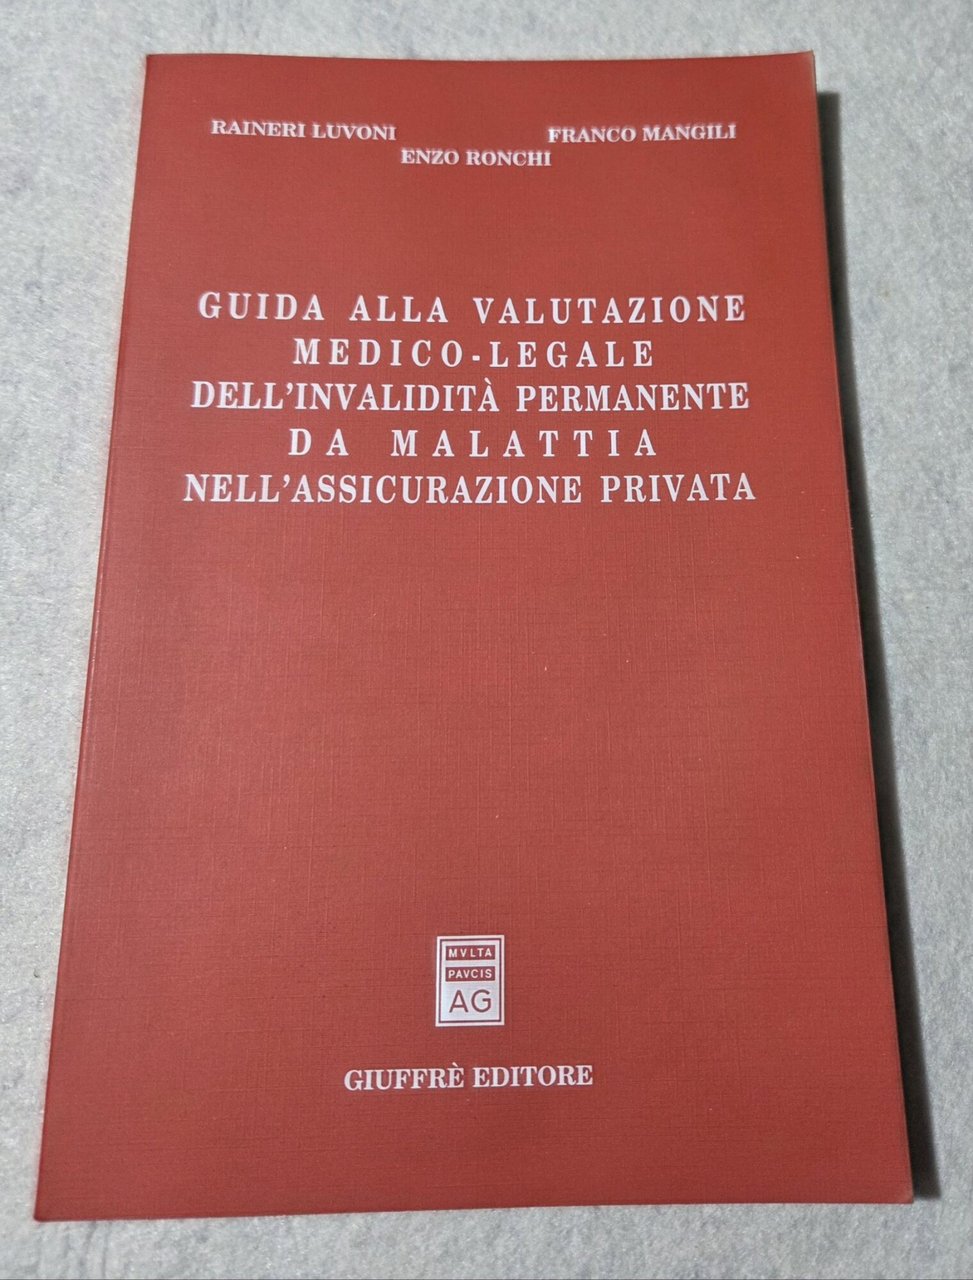 RAINERI LUVONI FRANCO MANGILI
ENZO RONCHI
GUIDA ALLA VALUTAZIONE
MEDICO-LEGALE
DELL'INVALIDITÀ PERMANENTE
DA MALATTIA
NELL'ASSICURAZIONE PRIVATA
MVLTA
PAVCIS
AG
GIUFFRÈ EDITORE